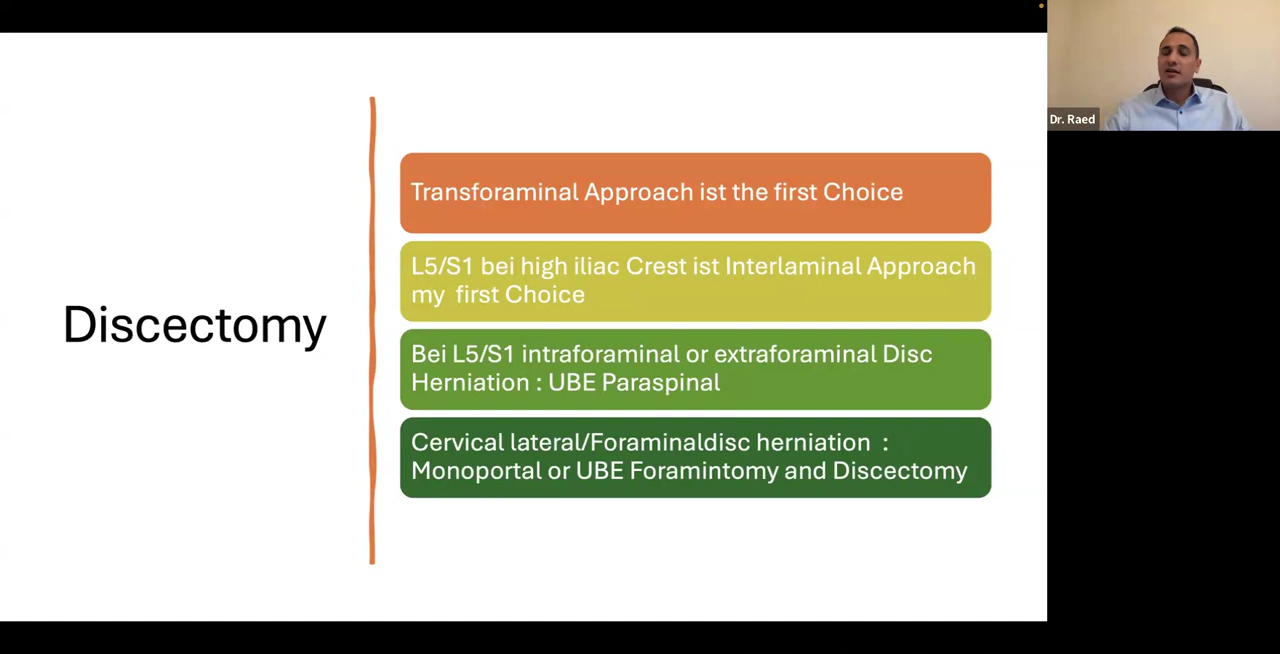 Dr. Raed
Discectomy
Transforaminal Approach ist the first Choice
L5/S1 bei high iliac Crest ist Interlaminal Approach
my first Choice
Bei L5/S1 intraforaminal or extraforaminal Disc
Herniation : UBE Paraspinal
Cervical lateral/Foraminaldisc herniation :
Monoportal or UBE Foramintomy and Discectomy